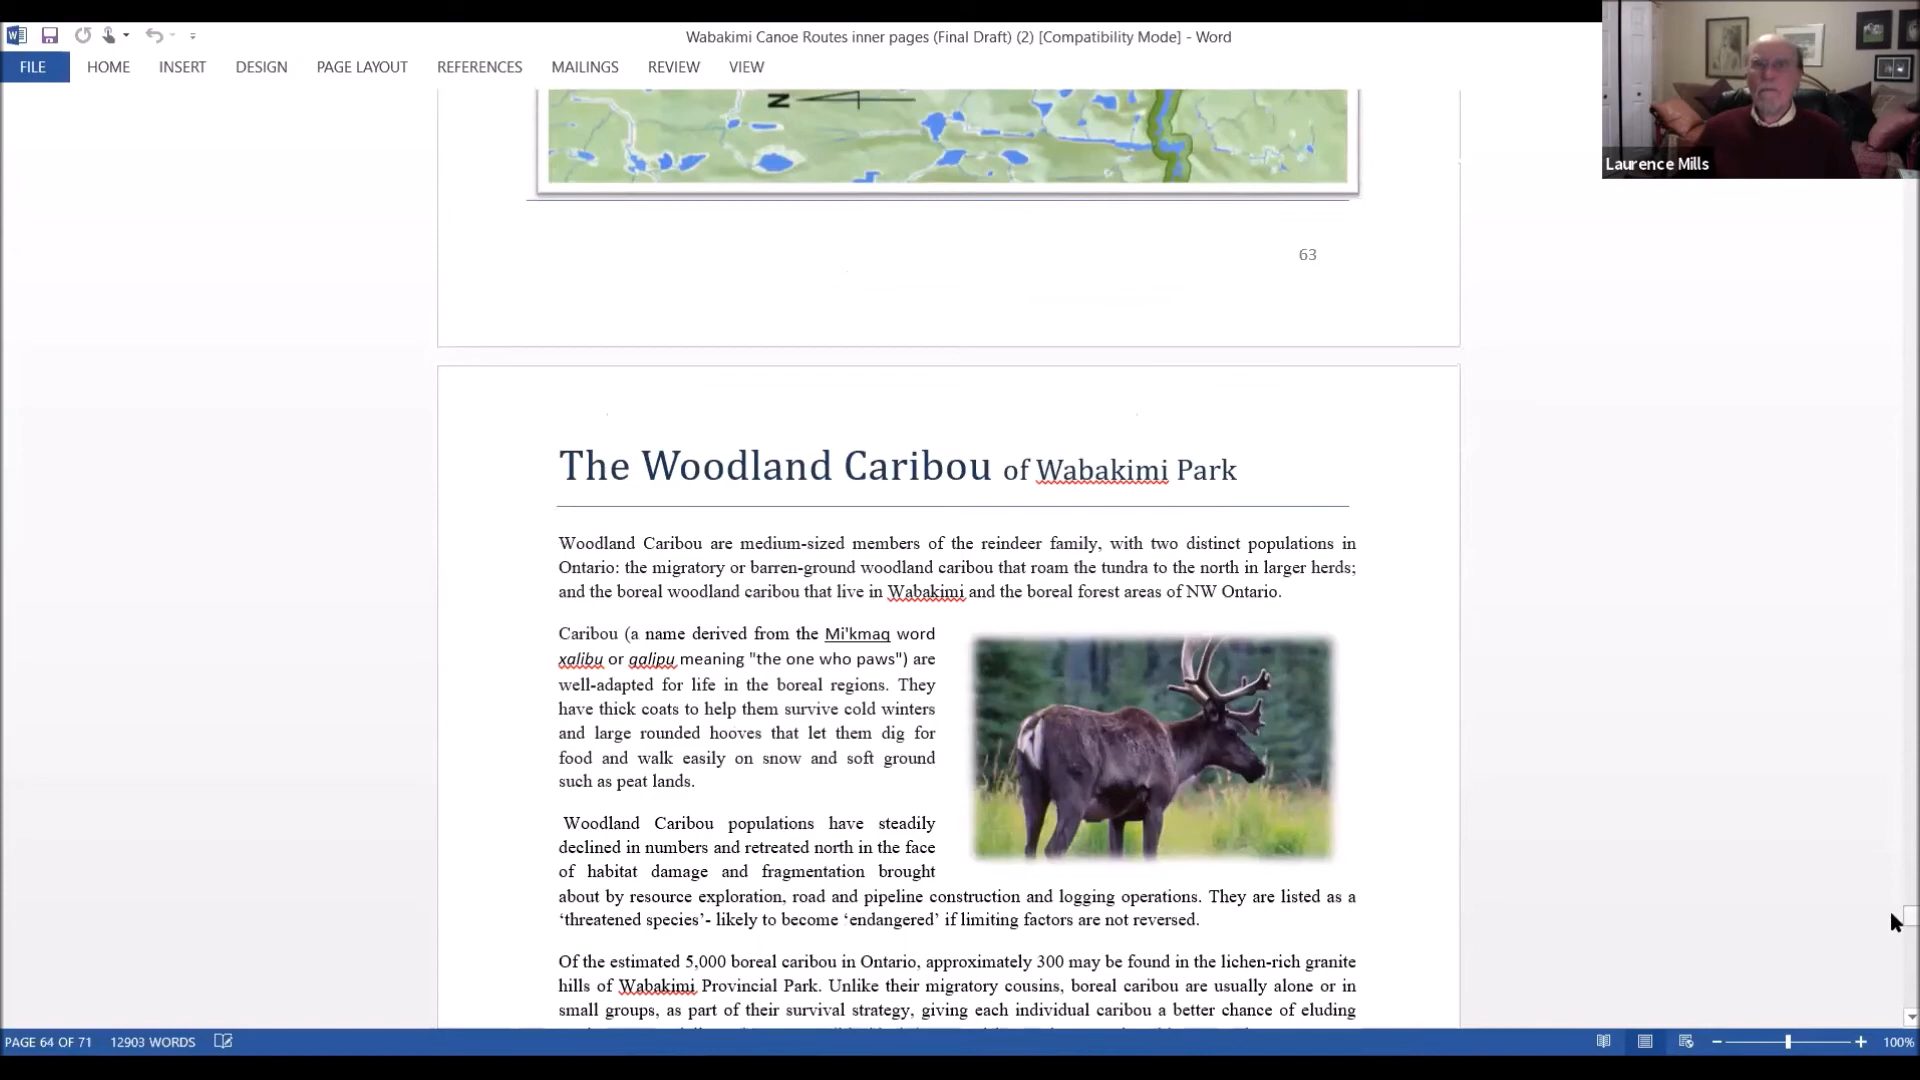 Wabakimi Canoe Routes inner pages (Final Draft) (2) [Compatibility Mode] - Word
FILE HOME INSERT DESIGN PAGE LAYOUT REFERENCES MAILINGS REVIEW VIEW
Laurence Mills
N
63
The Woodland Caribou of Wabakimi Park
Woodland Caribou are medium-sized members of the reindeer family, with two distinct populations in
Ontario: the migratory or barren-ground woodland caribou that roam the tundra to the north in larger herds;
and the boreal woodland caribou that live in Wabakimi and the boreal forest areas of NW Ontario.
Caribou (a name derived from the Mi'kmaq word
xalibu or qalipu meaning "the one who paws") are
well-adapted for life in the boreal regions. They
have thick coats to help them survive cold winters
and large rounded hooves that let them dig for
food and walk easily on snow and soft ground
such as peat lands.
Woodland Caribou populations have steadily
declined in numbers and retreated north in the face
of habitat damage and fragmentation brought
about by resource exploration, road and pipeline construction and logging operations. They are listed as a
‘threatened species’- likely to become ‘endangered’ if limiting factors are not reversed.
Of the estimated 5,000 boreal caribou in Ontario, approximately 300 may be found in the lichen-rich granite
hills of Wabakimi Provincial Park. Unlike their migratory cousins, boreal caribou are usually alone or in
small groups, as part of their survival strategy, giving each individual caribou a better chance of eluding
PAGE 64 OF 71 12903 WORDS 100%